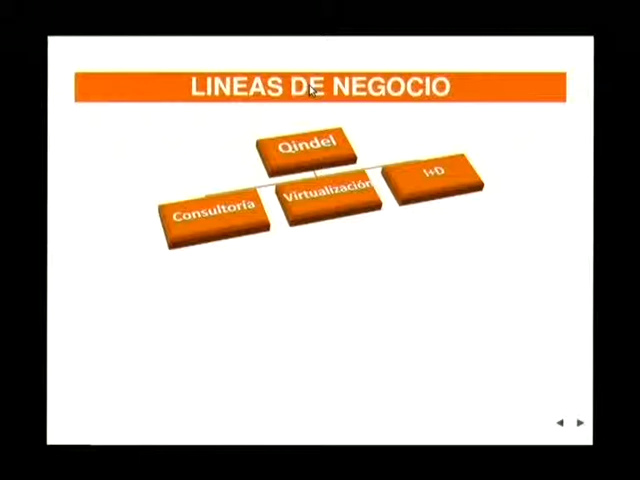 LINEAS DE NEGOCIO
Qindel
Consultoría
Virtualización
I+D